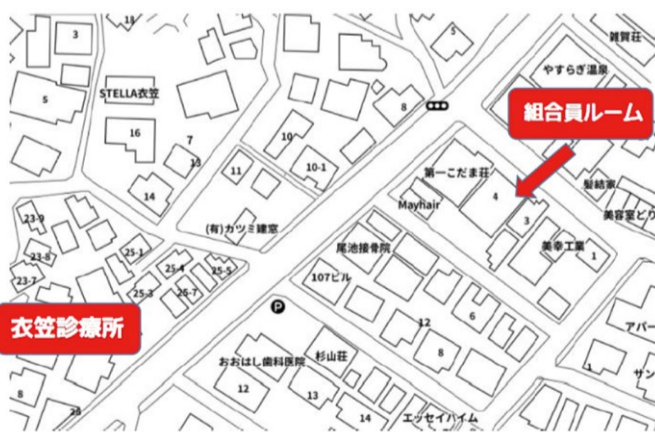 18
3
5
雑賀荘
やすらぎ温泉
5
STELLA衣笠
組合員ルーム
8
16
7
13
10
10-1
11
第一こだま荘
4
髪結家
14
Mayhair
3
美容室どり
23-9
(有)カツミ建窓
美幸工業
尾池接骨院
1
23-8
25-1
25-4
25-5
23-7
25-3
25-7
107ビル
P
6
12
衣笠診療所
アパー
おおはし歯科医院
杉山荘
8
1
サン
8
12
13
14
エッセイハイム